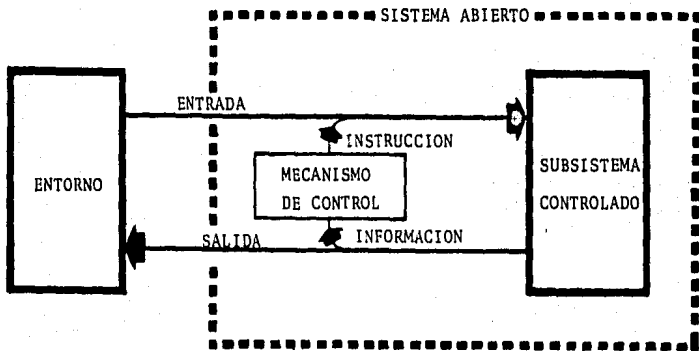 SISTEMA ABIERTO
ENTRADA
INSTRUCCION
MECANISMO
DE CONTROL
ENTORNO
SUBSISTEMA
CONTROLADO
SALIDA
INFORMACION